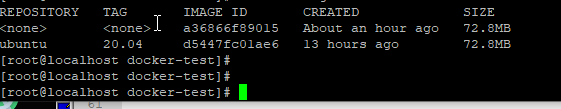 REPOSITORY TAG IMAGE ID CREATED SIZE
<none> <none> a36866f89015 About an hour ago 72.8MB
ubuntu 20.04 d5447fc01ae6 13 hours ago 72.8MB
[root@localhost docker-test]#
[root@localhost docker-test]#
[root@localhost docker-test]#
61